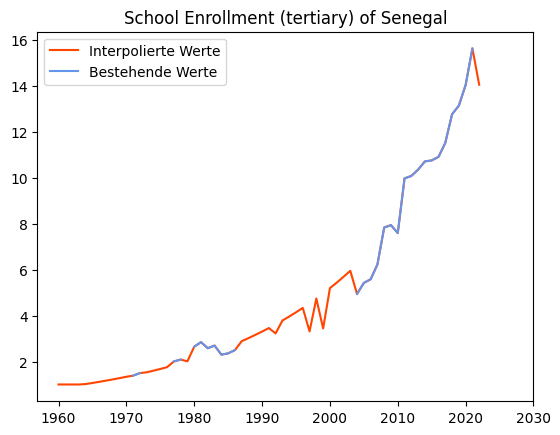 School Enrollment (tertiary) of Senegal
Interpolierte Werte
Bestehende Werte
16
14
12
10
8
6
4
2
1960 1970 1980 1990 2000 2010 2020 2030